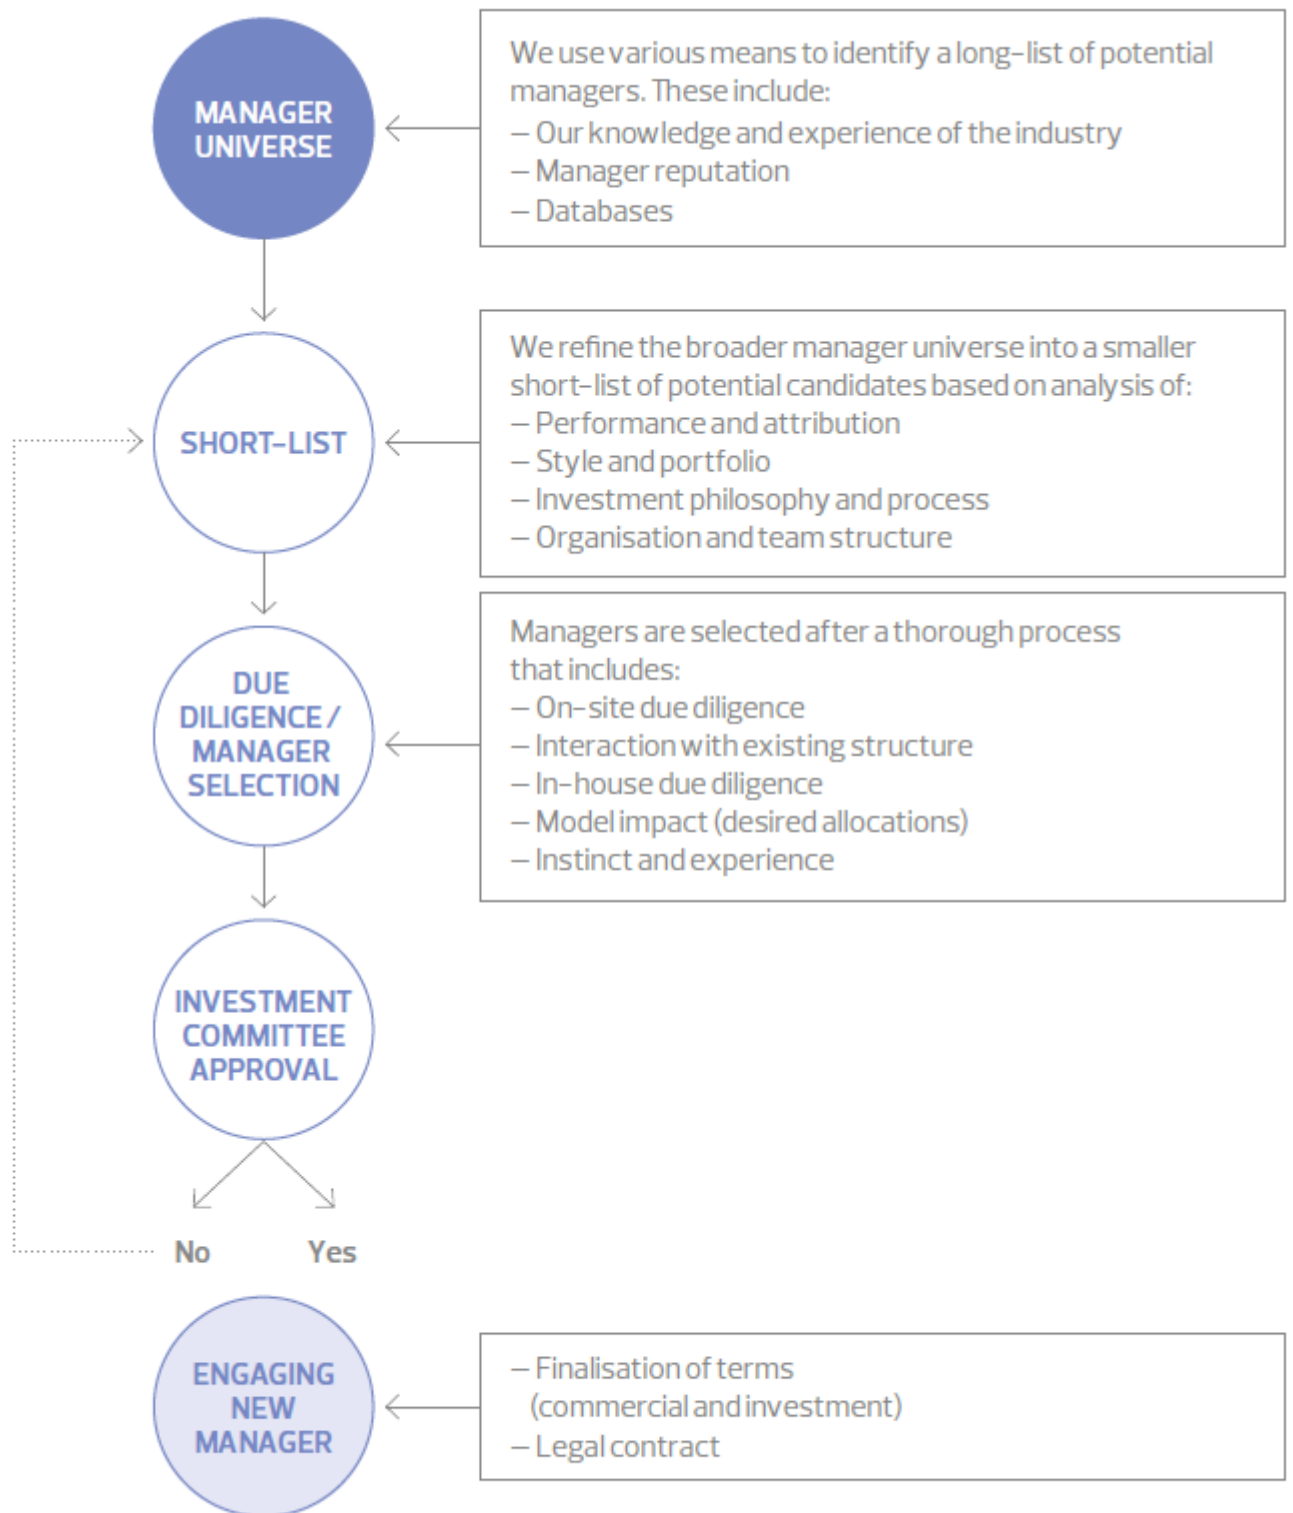 MANAGER
UNIVERSE
We use various means to identify a long-list of potential
managers. These include:
– Our knowledge and experience of the industry
– Manager reputation
– Databases
SHORT-LIST
We refine the broader manager universe into a smaller
short-list of potential candidates based on analysis of:
– Performance and attribution
– Style and portfolio
– Investment philosophy and process
– Organisation and team structure
DUE
DILIGENCE /
MANAGER
SELECTION
Managers are selected after a thorough process
that includes:
– On-site due diligence
– Interaction with existing structure
– In-house due diligence
– Model impact (desired allocations)
– Instinct and experience
INVESTMENT
COMMITTEE
APPROVAL
No Yes
ENGAGING
NEW
MANAGER
– Finalisation of terms
(commercial and investment)
– Legal contract